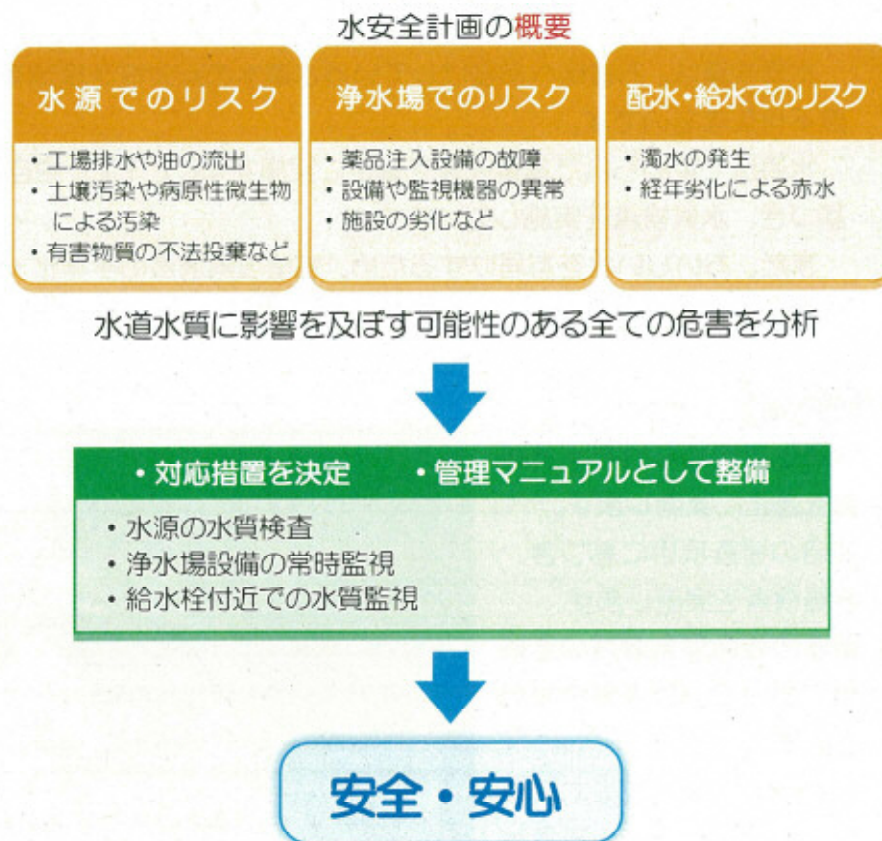 水安全計画の概要
水源でのリスク
・工場排水や油の流出
・土壌汚染や病原性微生物
による汚染
・有害物質の不法投棄など
浄水場でのリスク
・薬品注入設備の故障
・設備や監視機器の異常
・施設の劣化など
配水・給水でのリスク
・濁水の発生
・経年劣化による赤水
水道水質に影響を及ぼす可能性のある全ての危害を分析
・対応措置を決定　・管理マニュアルとして整備
・水源の水質検査
・浄水場設備の常時監視
・給水栓付近での水質監視
安全・安心